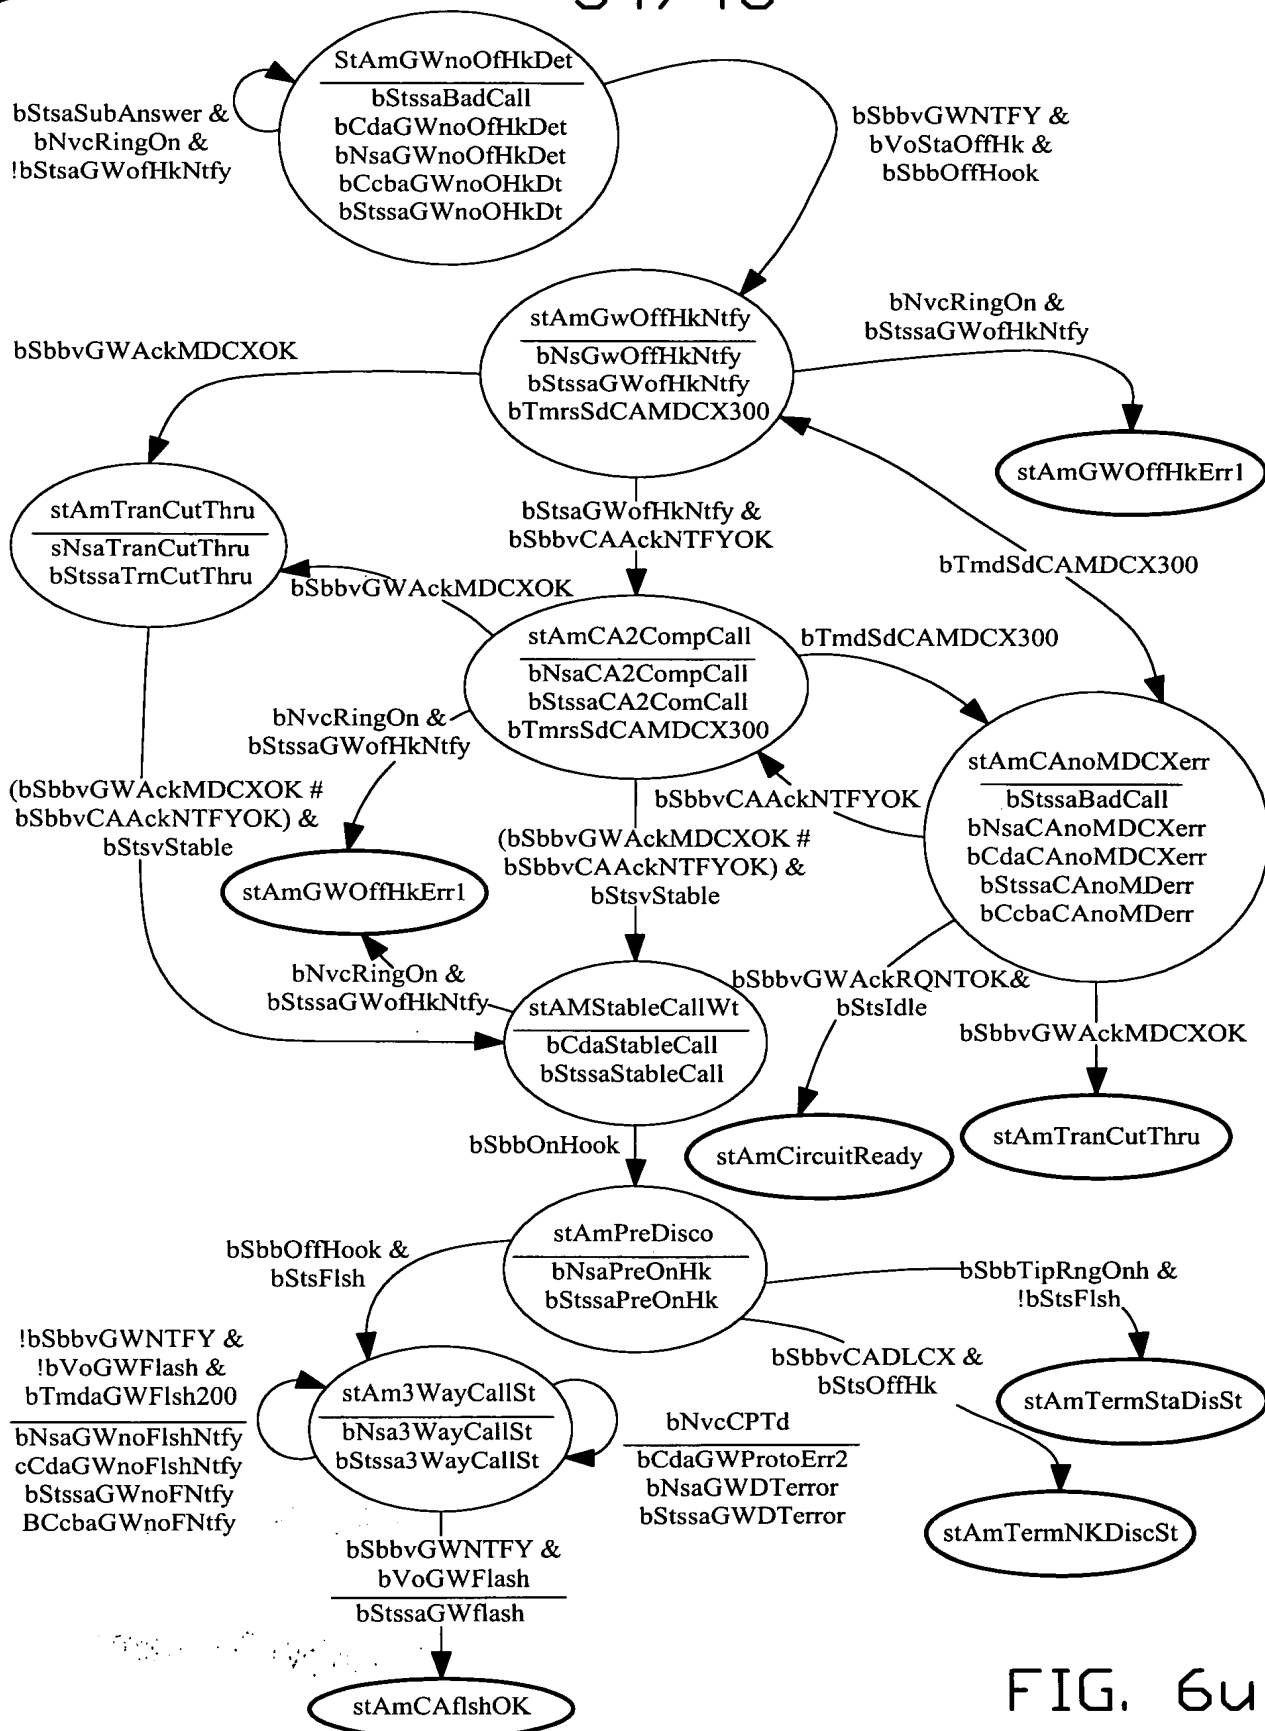 StAmGWnoOfHkDet
bStssaBadCall
bCdaGWnoOfHkDet
bNsaGWnoOfHkDet
bCcbaGWnoOHkDt
bStssaGWnoOHkDt
bStsaSubAnswer &
bNvcRingOn &
!bStsaGWofHkNtfy
bSbbvGWNTFY &
bVoStaOffHk &
bSbbOffHook
stAmGwOffHkNtfy
bNsGwOffHkNtfy
bStssaGWofHkNtfy
bTmrsSdCAMDCX300
bNvcRingOn &
bStssaGWofHkNtfy
bSbbvGWAckMDCXOK
stAmGWOffHkErr1
stAmTranCutThru
sNsaTranCutThru
bStssaTrnCutThru
bStsaGWofHkNtfy &
bSbbvCAAckNTFYOK
bTmdSdCAMDCX300
bSbbvGWAckMDCXOK
stAmCA2CompCall
bNsaCA2CompCall
bStssaCA2ComCall
bTmrsSdCAMDCX300
bTmdSdCAMDCX300
bNvcRingOn &
bStssaGWofHkNtfy
stAmCAnoMDCXerr
bStssaBadCall
bNsaCAnoMDCXerr
bCdaCAnoMDCXerr
bStssaCAnoMDerr
bCcbaCAnoMDerr
(bSbbvGWAckMDCXOK #
bSbbvCAAckNTFYOK) &
bStsvStable
bSbbvCAAckNTFYOK
(bSbbvGWAckMDCXOK #
bSbbvCAAckNTFYOK) &
bStsvStable
stAmGWOffHkErr1
bNvcRingOn &
bStssaGWofHkNtfy
bSbbvGWAckRQNTOK&
bStsIdle
stAMStableCallWt
bCdaStableCall
bStssaStableCall
bSbbvGWAckMDCXOK
bSbbOnHook
stAmCircuitReady
stAmTranCutThru
stAmPreDisco
bNsaPreOnHk
bStssaPreOnHk
bSbbOffHook &
bStsFlsh
bSbbTipRngOnh &
!bStsFlsh
!bSbbvGWNTFY &
!bVoGWFlash &
bTmdaGWFlsh200
bNsaGWnoFlshNtfy
cCdaGWnoFlshNtfy
bStssaGWnoFNtfy
BCcbaGWnoFNtfy
stAm3WayCallSt
bNsa3WayCallSt
bStssa3WayCallSt
bSbbvCADLCX &
bStsOffHk
stAmTermStaDisSt
bNvcCPTd
bCdaGWProtoErr2
bNsaGWDTerror
bStssaGWDTerror
stAmTermNKDiscSt
bSbbvGWNTFY &
bVoGWFlash
bStssaGWflash
stAmCAflshOK
FIG. 6u